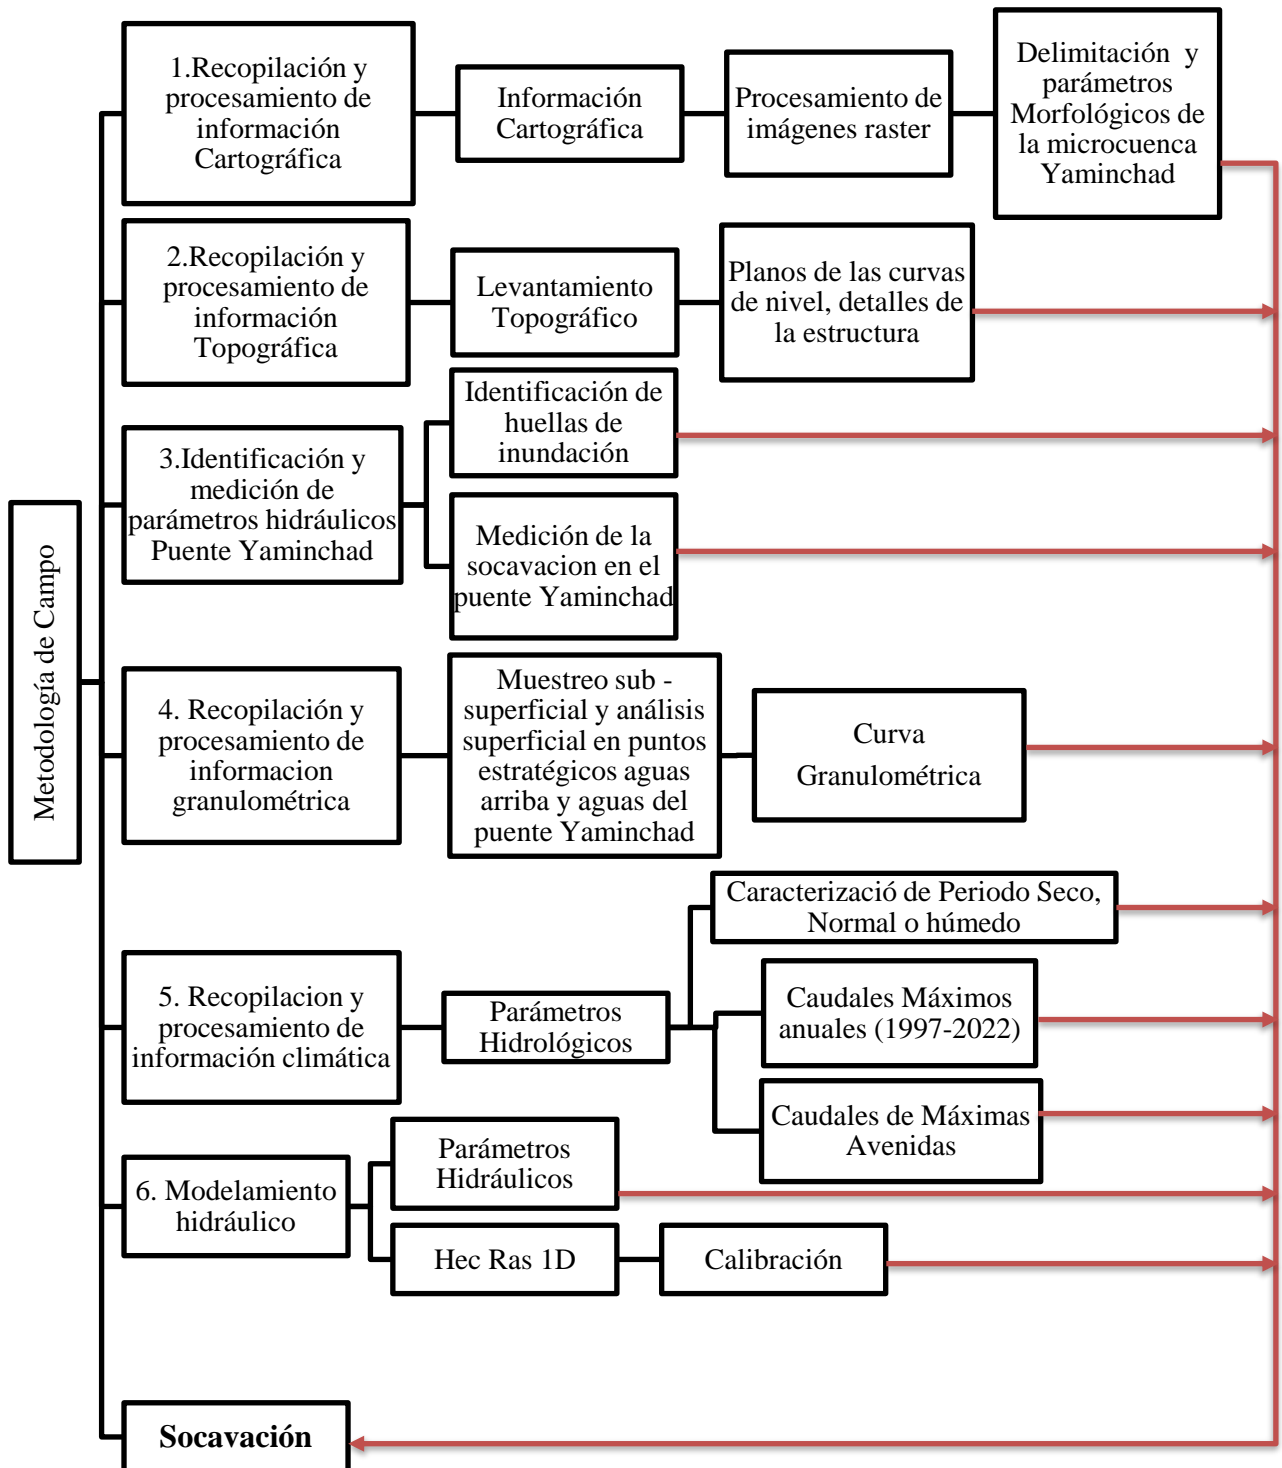 Metodología de Campo
1.Recopilación y
procesamiento de
información
Cartográfica
Información
Cartográfica
Procesamiento de
imágenes raster
Delimitación y
parámetros
Morfológicos de
la microcuenca
Yaminchad
2.Recopilación y
procesamiento de
información
Topográfica
Levantamiento
Topográfico
Planos de las curvas
de nivel, detalles de
la estructura
3.Identificación y
medición de
parámetros hidráulicos
Puente Yaminchad
Identificación de
huellas de
inundación
Medición de la
socavacion en el
puente Yaminchad
4. Recopilación y
procesamiento de
informacion
granulométrica
Muestreo sub -
superficial y análisis
superficial en puntos
estratégicos aguas
arriba y aguas del
puente Yaminchad
Curva
Granulométrica
5. Recopilacion y
procesamiento de
información climática
Parámetros
Hidrológicos
Caracterizació de Periodo Seco,
Normal o húmedo
Caudales Máximos
anuales (1997-2022)
Caudales de Máximas
Avenidas
6. Modelamiento
hidráulico
Parámetros
Hidráulicos
Hec Ras 1D
Calibración
Socavación